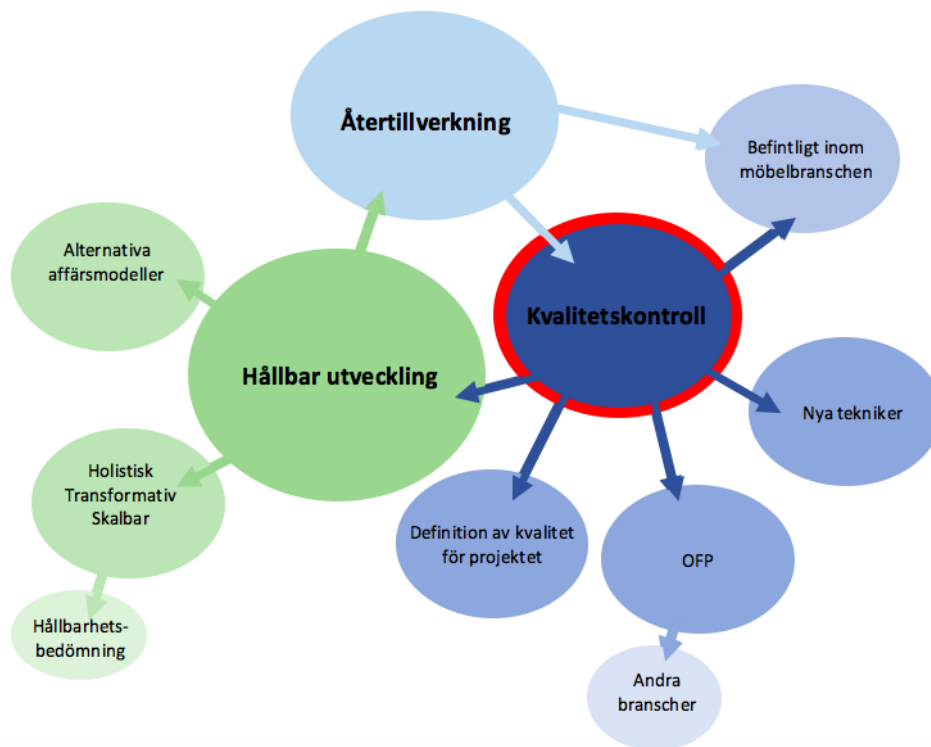 Återtillverkning
Befintligt inom
möbelbranschen
Alternativa
affärsmodeller
Kvalitetskontroll
Hållbar utveckling
Nya tekniker
Holistisk
Transformativ
Skalbar
Definition av kvalitet
för projektet
OFP
Hållbarhets-
bedömning
Andra
branscher